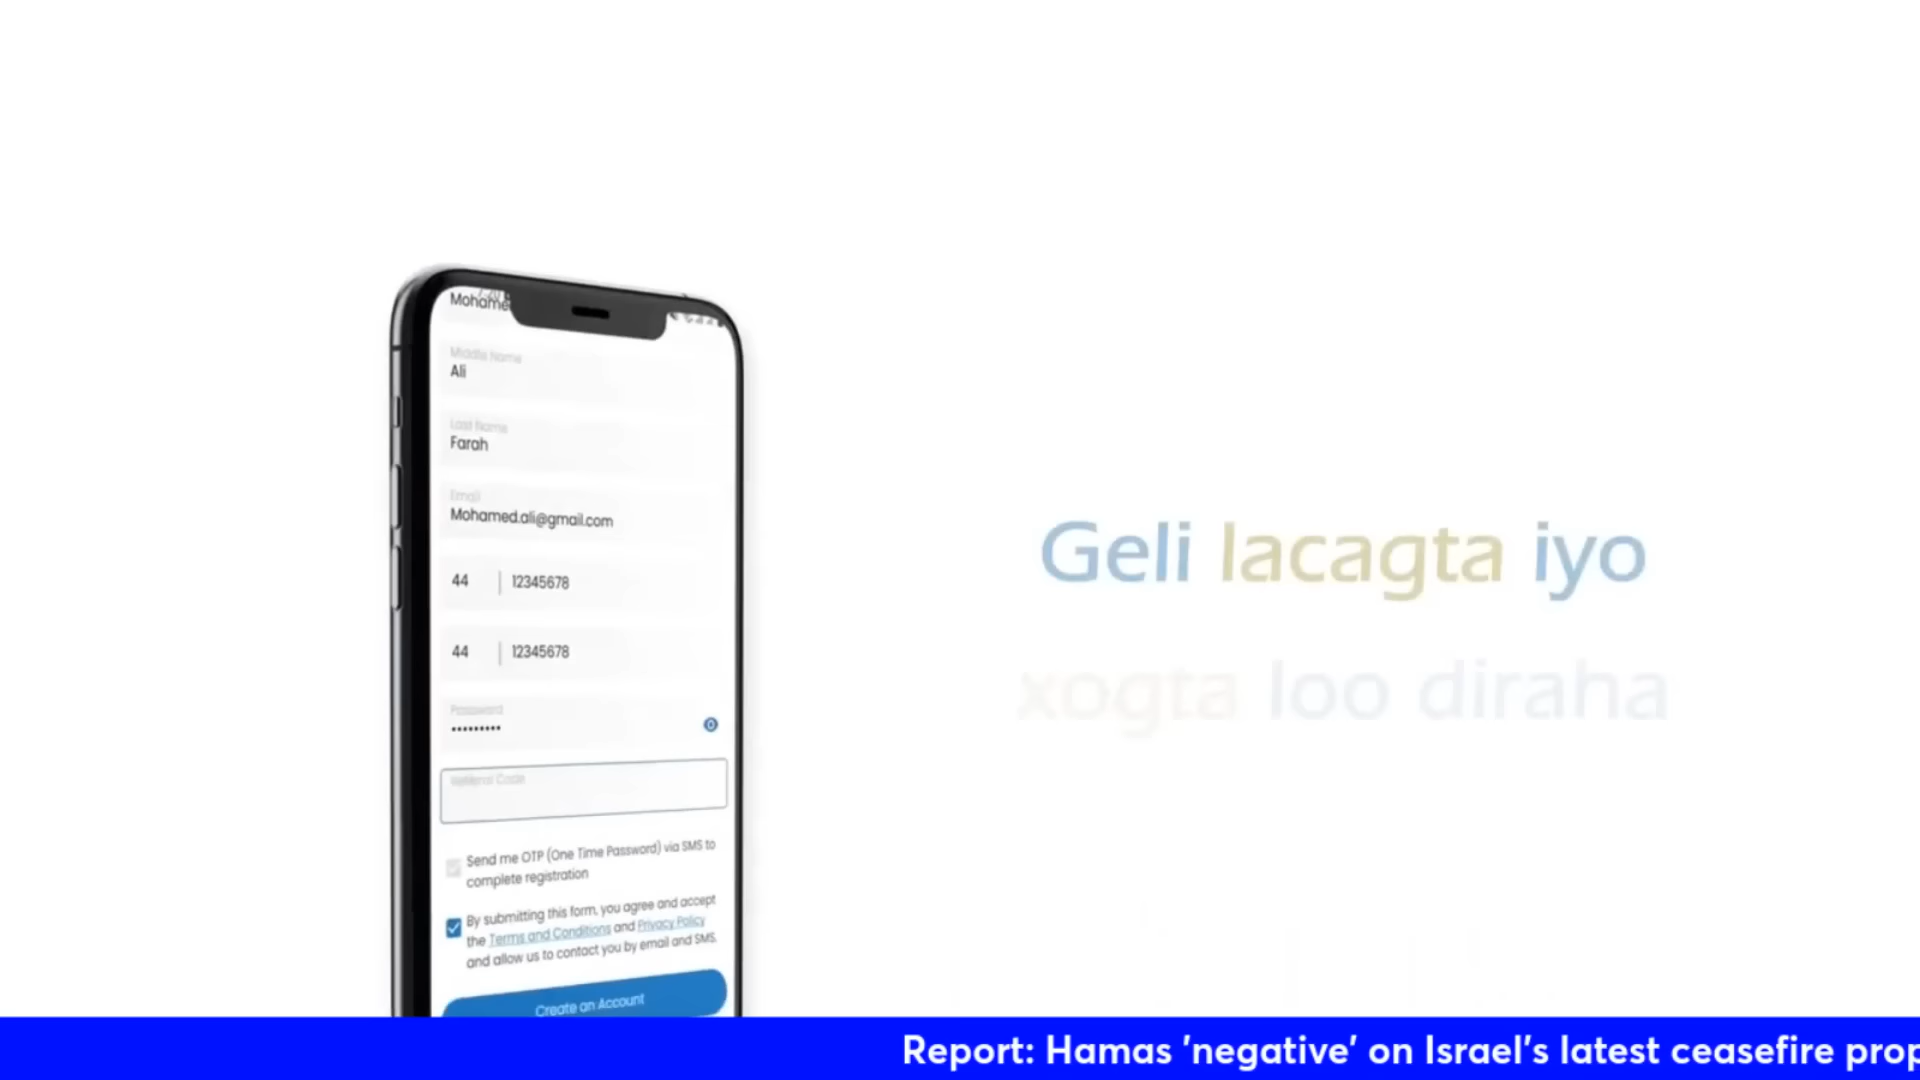 Mohame
Middle Name
Ali
Last Name
Farah
Email
Mohamed.ali@gmail.com
44 | 12345678
44 | 12345678
Password
•••••••••
Referral Code
Send me OTP (One Time Password) via SMS to
complete registration
By submitting this form, you agree and accept
the Terms and Conditions and Privacy Policy
and allow us to contact you by email and SMS.
Create an Account
Geli lacagta iyo
xogta loo diraha
Report: Hamas 'negative' on Israel's latest ceasefire prop